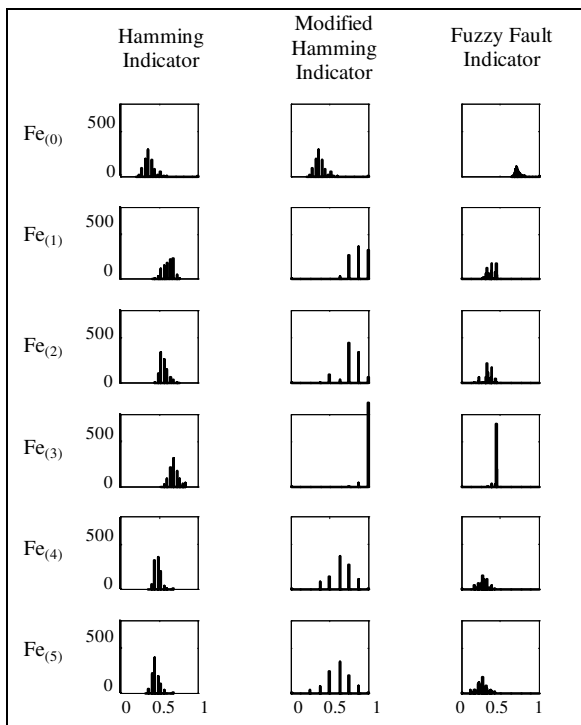 Hamming Indicator
Modified Hamming Indicator
Fuzzy Fault Indicator
Fe(0)
500
0
Fe(1)
500
0
Fe(2)
500
0
Fe(3)
500
0
Fe(4)
500
0
Fe(5)
500
0
0 0.5 1
0 0.5 1
0 0.5 1